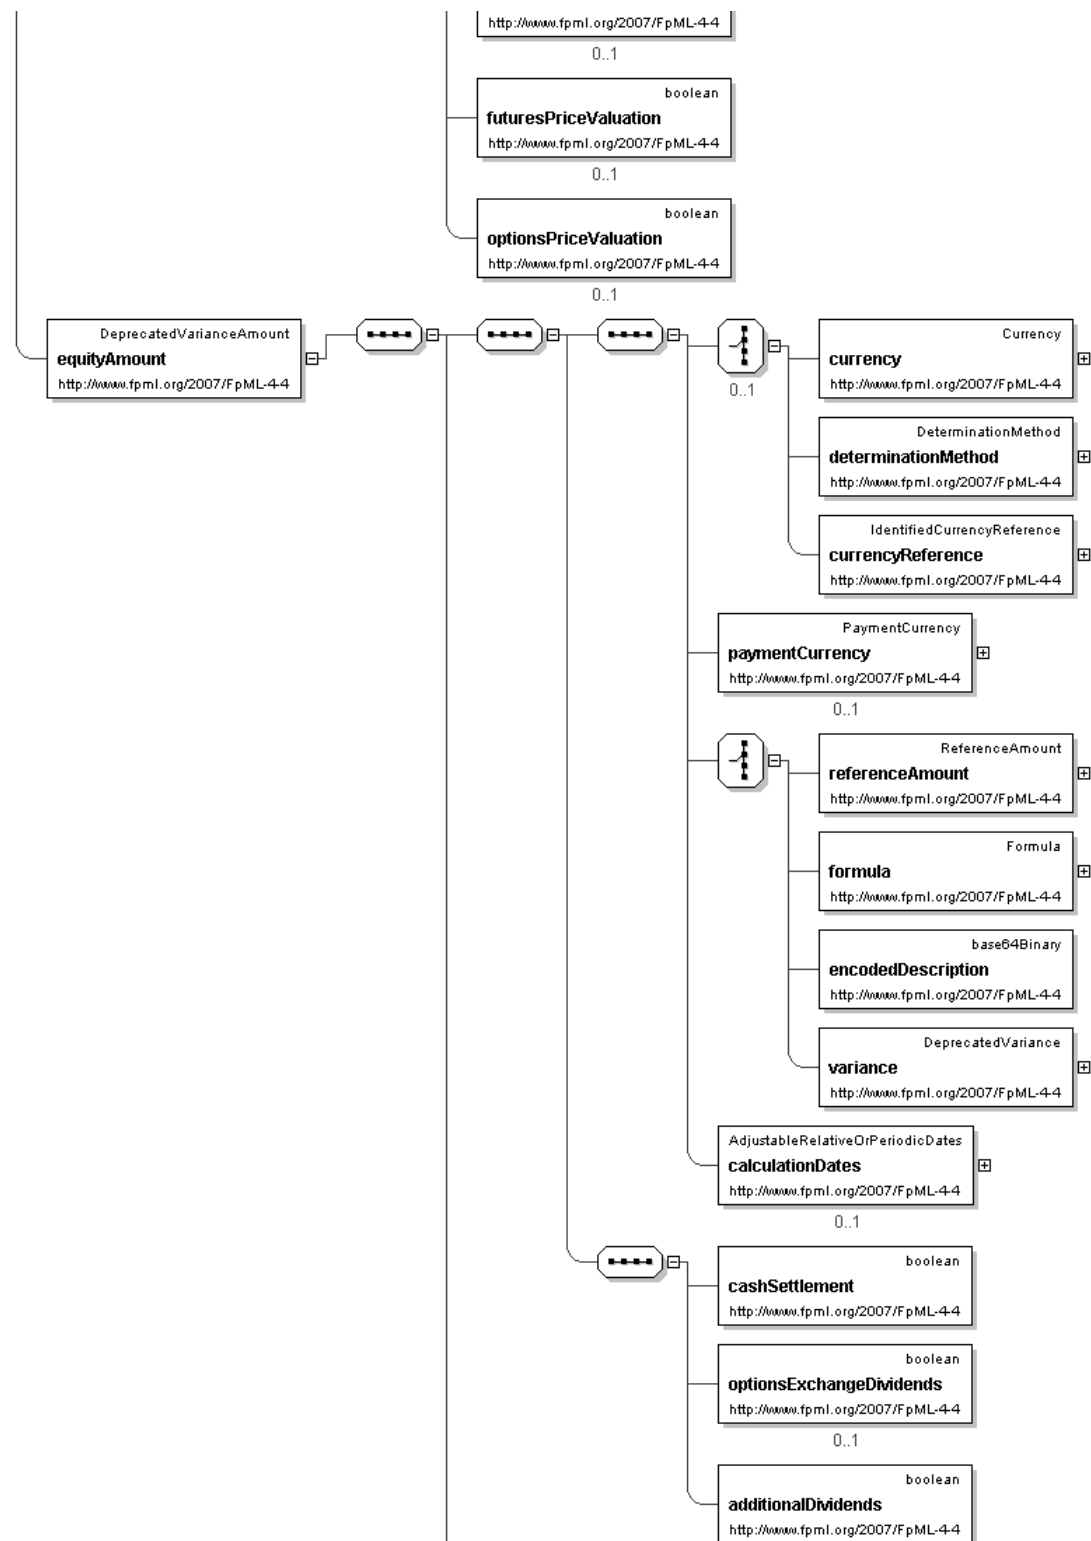 http://www.fpml.org/2007/FpML-4-4
0..1
boolean
futuresPriceValuation
http://www.fpml.org/2007/FpML-4-4
0..1
boolean
optionsPriceValuation
http://www.fpml.org/2007/FpML-4-4
0..1
DeprecatedVarianceAmount
equityAmount
http://www.fpml.org/2007/FpML-4-4
0..1
Currency
currency
http://www.fpml.org/2007/FpML-4-4
DeterminationMethod
determinationMethod
http://www.fpml.org/2007/FpML-4-4
IdentifiedCurrencyReference
currencyReference
http://www.fpml.org/2007/FpML-4-4
PaymentCurrency
paymentCurrency
http://www.fpml.org/2007/FpML-4-4
0..1
ReferenceAmount
referenceAmount
http://www.fpml.org/2007/FpML-4-4
Formula
formula
http://www.fpml.org/2007/FpML-4-4
base64Binary
encodedDescription
http://www.fpml.org/2007/FpML-4-4
DeprecatedVariance
variance
http://www.fpml.org/2007/FpML-4-4
AdjustableRelativeOrPeriodicDates
calculationDates
http://www.fpml.org/2007/FpML-4-4
0..1
boolean
cashSettlement
http://www.fpml.org/2007/FpML-4-4
boolean
optionsExchangeDividends
http://www.fpml.org/2007/FpML-4-4
0..1
boolean
additionalDividends
http://www.fpml.org/2007/FpML-4-4